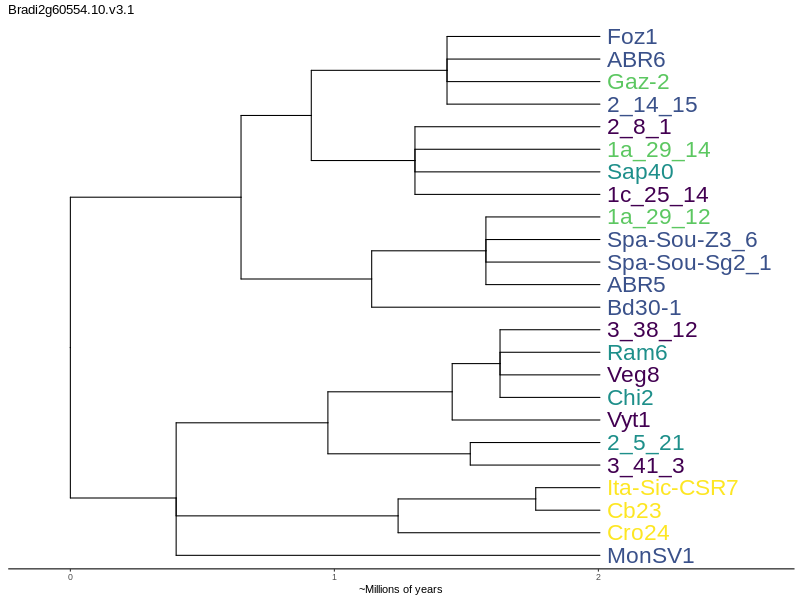 Bradi2g60554.10.v3.1
Foz1
ABR6
Gaz-2
2_14_15
2_8_1
1a_29_14
Sap40
1c_25_14
1a_29_12
Spa-Sou-Z3_6
Spa-Sou-Sg2_1
ABR5
Bd30-1
3_38_12
Ram6
Veg8
Chi2
Vyt1
2_5_21
3_41_3
Ita-Sic-CSR7
Cb23
Cro24
MonSV1
0 1 2
~Millions of years